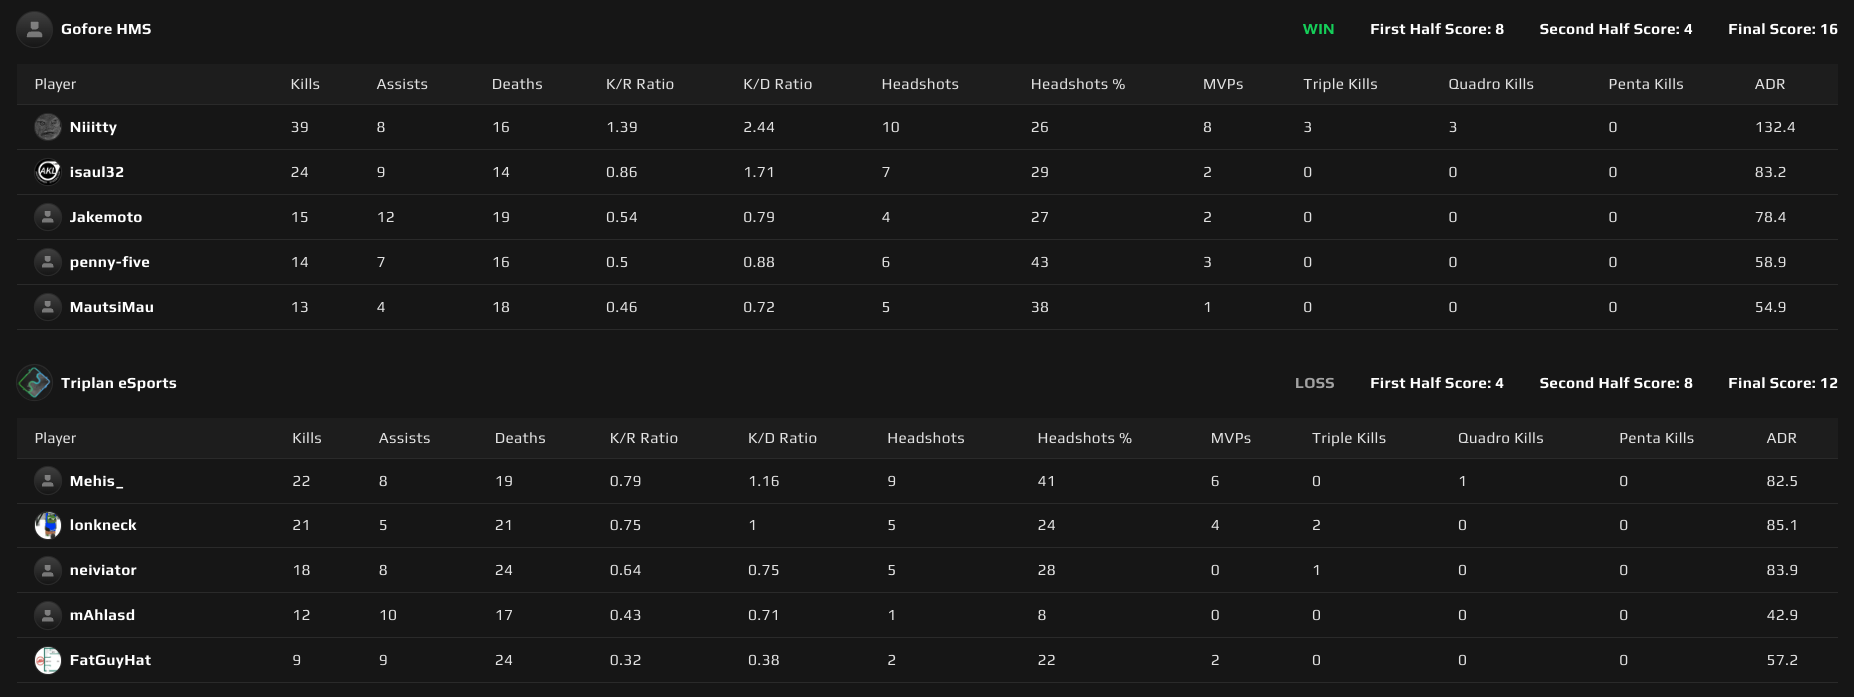 Gofore HMS WIN First Half Score: 8 Second Half Score: 4 Final Score: 16
Player Kills Assists Deaths K/R Ratio K/D Ratio Headshots Headshots % MVPs Triple Kills Quadro Kills Penta Kills ADR
Niiitty 39 8 16 1.39 2.44 10 26 8 3 3 0 132.4
AKL isaul32 24 9 14 0.86 1.71 7 29 2 0 0 0 83.2
Jakemoto 15 12 19 0.54 0.79 4 27 2 0 0 0 78.4
penny-five 14 7 16 0.5 0.88 6 43 3 0 0 0 58.9
MautsiMau 13 4 18 0.46 0.72 5 38 1 0 0 0 54.9
Triplan eSports LOSS First Half Score: 4 Second Half Score: 8 Final Score: 12
Player Kills Assists Deaths K/R Ratio K/D Ratio Headshots Headshots % MVPs Triple Kills Quadro Kills Penta Kills ADR
Mehis_ 22 8 19 0.79 1.16 9 41 6 0 1 0 82.5
lonkneck 21 5 21 0.75 1 5 24 4 2 0 0 85.1
neiviator 18 8 24 0.64 0.75 5 28 0 1 0 0 83.9
mAhlasd 12 10 17 0.43 0.71 1 8 0 0 0 0 42.9
FatGuyHat 9 9 24 0.32 0.38 2 22 2 0 0 0 57.2